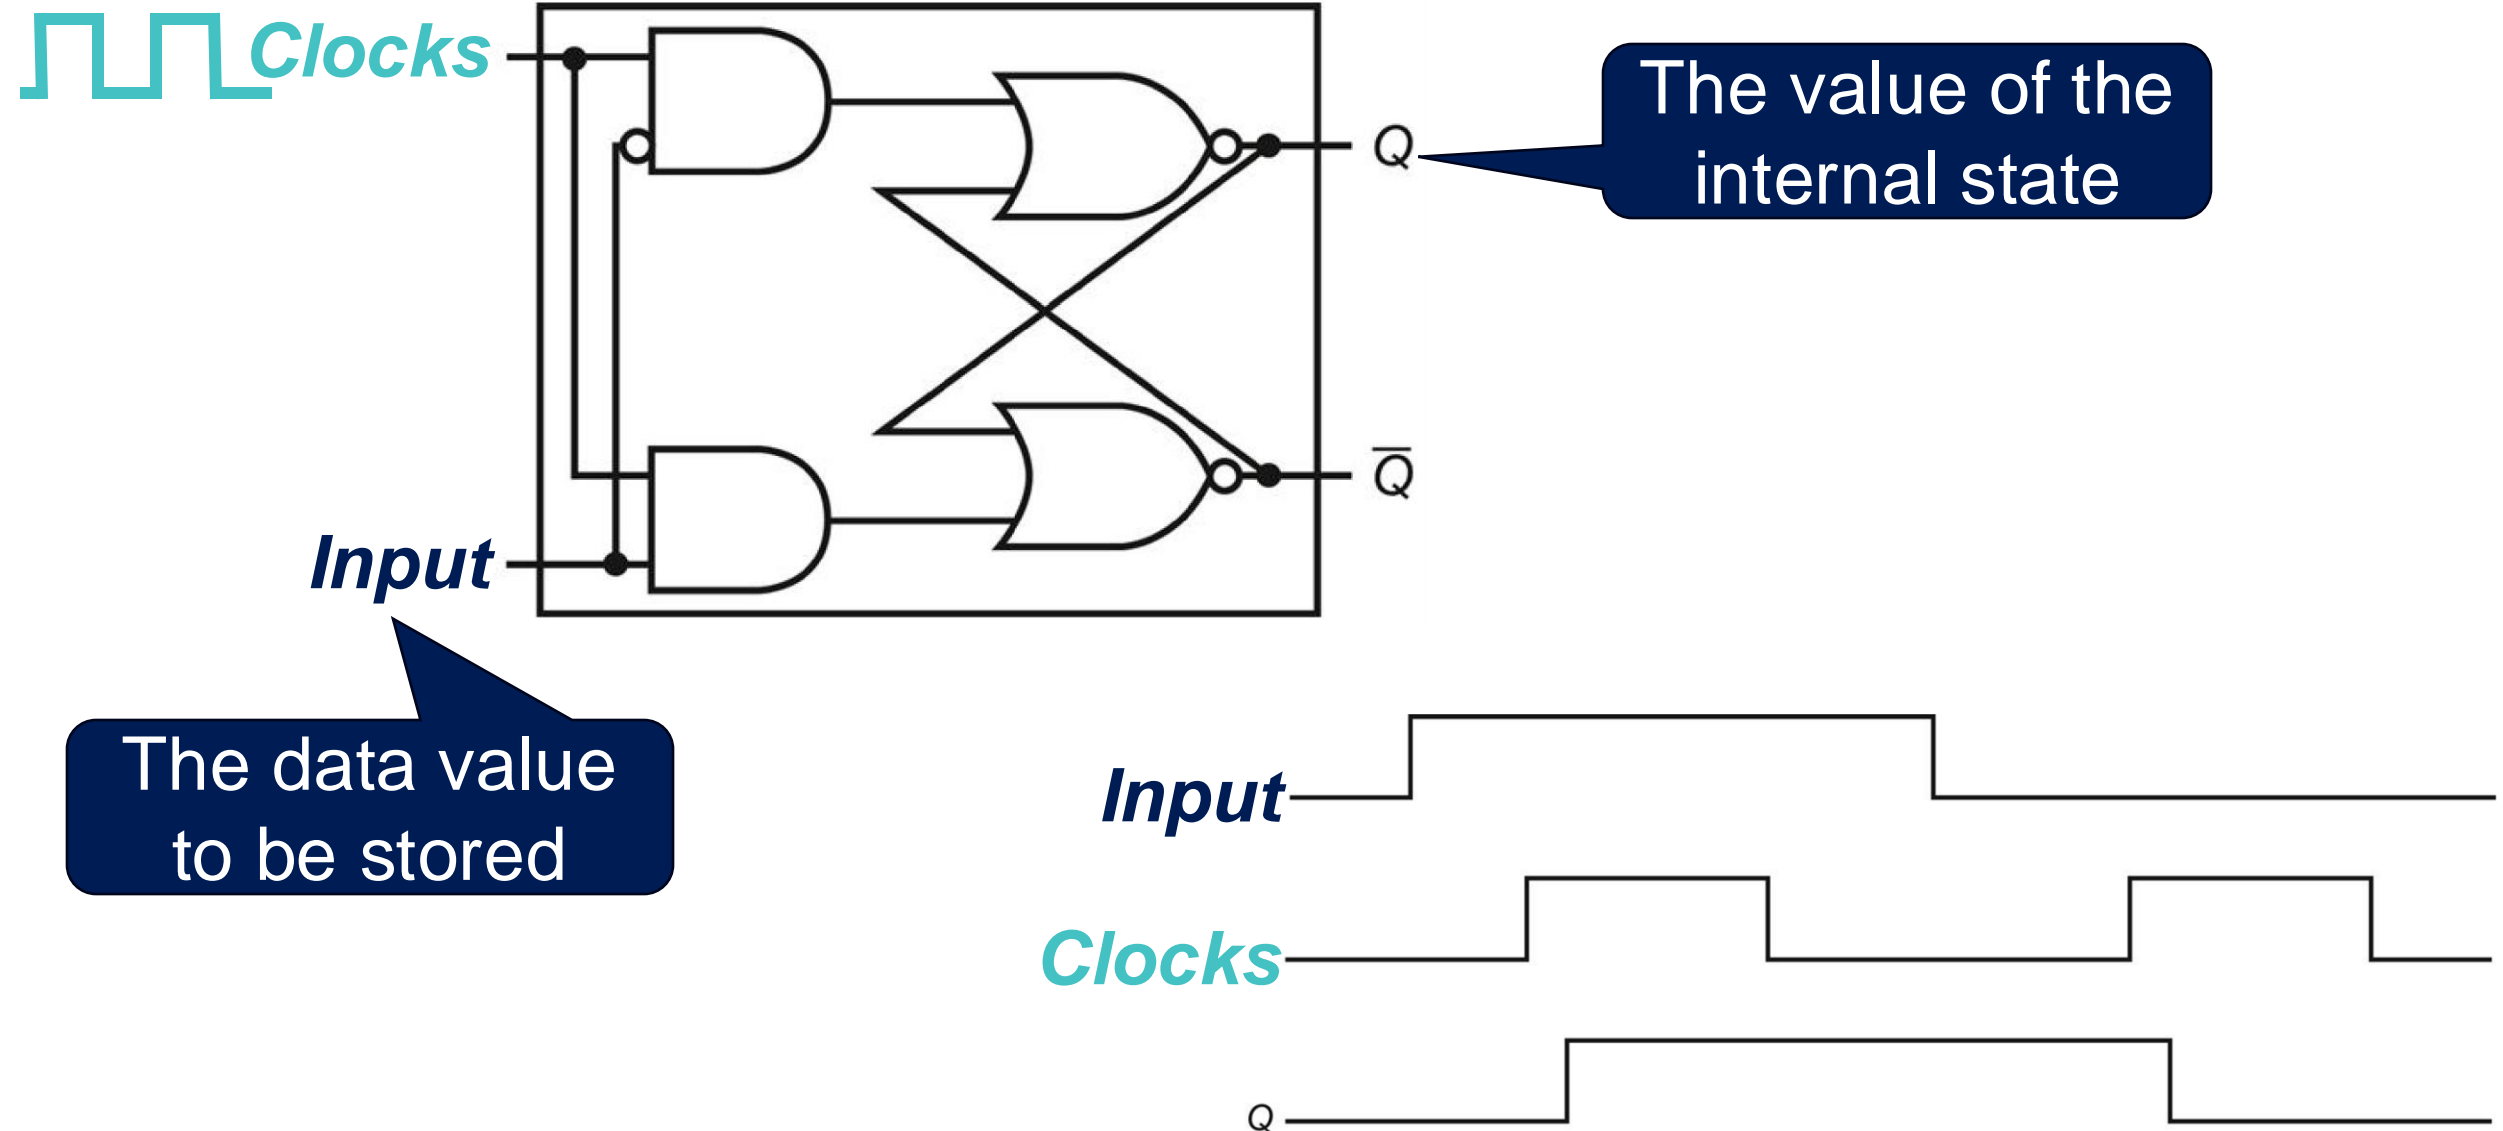 Clocks
The value of the
internal state
Q
Q̅
Input
The data value
to be stored
Input
Clocks
Q